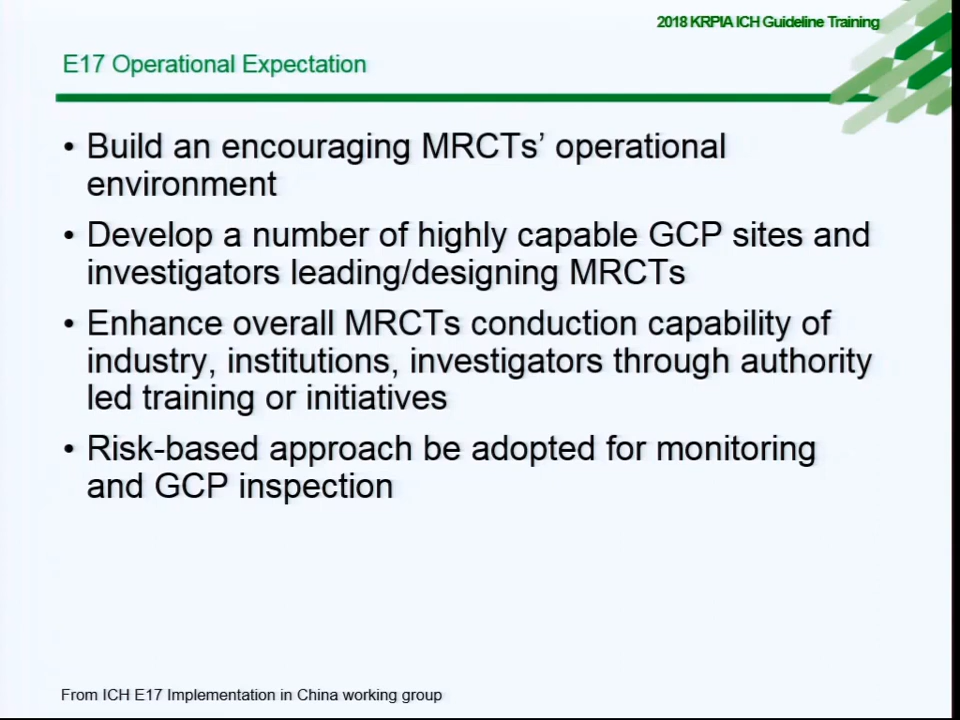 2018 KRPIA ICH Guideline Training
E17 Operational Expectation
• Build an encouraging MRCTs’ operational
environment
• Develop a number of highly capable GCP sites and
investigators leading/designing MRCTs
• Enhance overall MRCTs conduction capability of
industry, institutions, investigators through authority
led training or initiatives
• Risk-based approach be adopted for monitoring
and GCP inspection
From ICH E17 Implementation in China working group